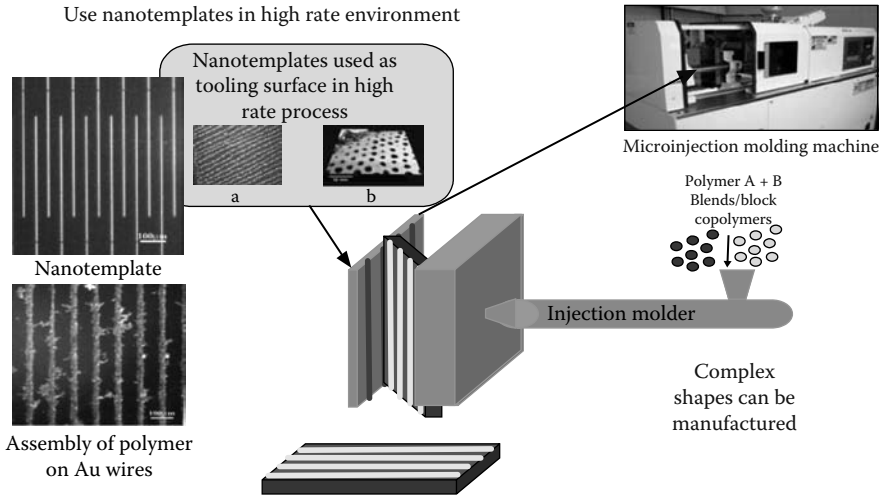 Use nanotemplates in high rate environment
Nanotemplates used as
tooling surface in high
rate process
a
b
Nanotemplate
Assembly of polymer
on Au wires
Microinjection molding machine
Polymer A + B
Blends/block
copolymers
Injection molder
Complex
shapes can be
manufactured